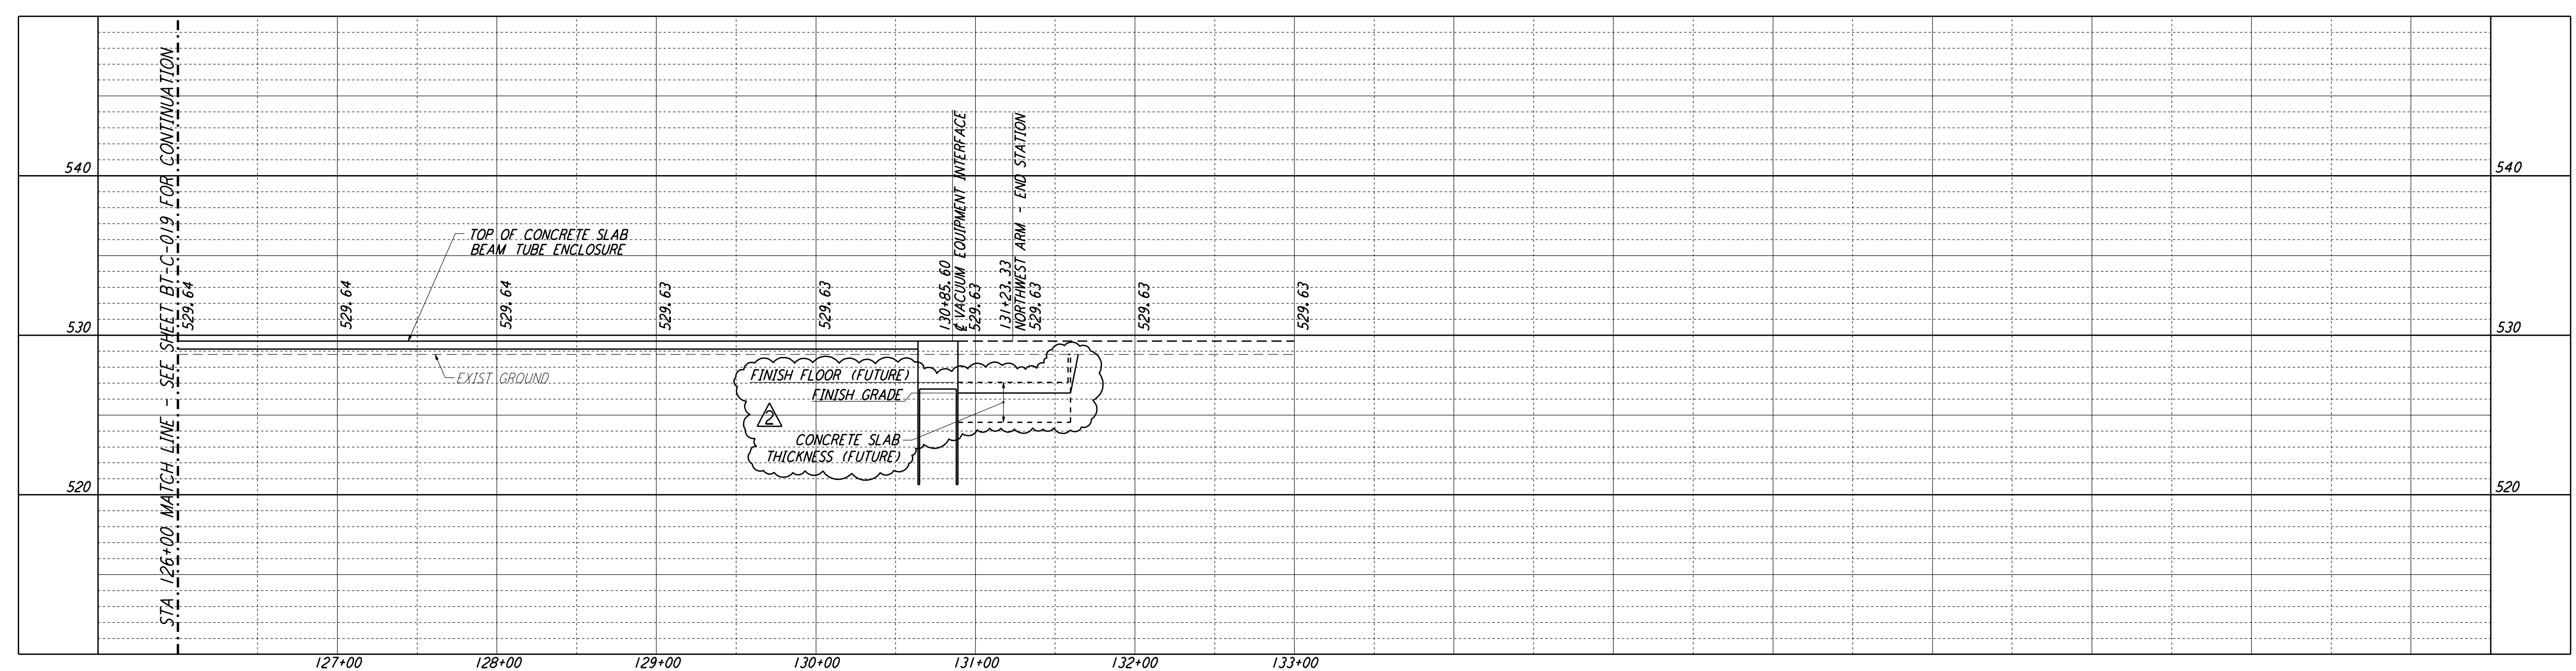 STA 126+00 MATCH LINE - SEE SHEET BT-C-019 FOR CONTINUATION
540
540
530
530
520
520
TOP OF CONCRETE SLAB
BEAM TUBE ENCLOSURE
529.64
529.64
529.64
529.63
529.63
130+85.60
℄ VACUUM EQUIPMENT INTERFACE
529.63
131+23.33
NORTHWEST ARM - END STATION
529.63
529.63
529.63
EXIST GROUND
FINISH FLOOR (FUTURE)
FINISH GRADE
2
CONCRETE SLAB
THICKNESS (FUTURE)
127+00
128+00
129+00
130+00
131+00
132+00
133+00